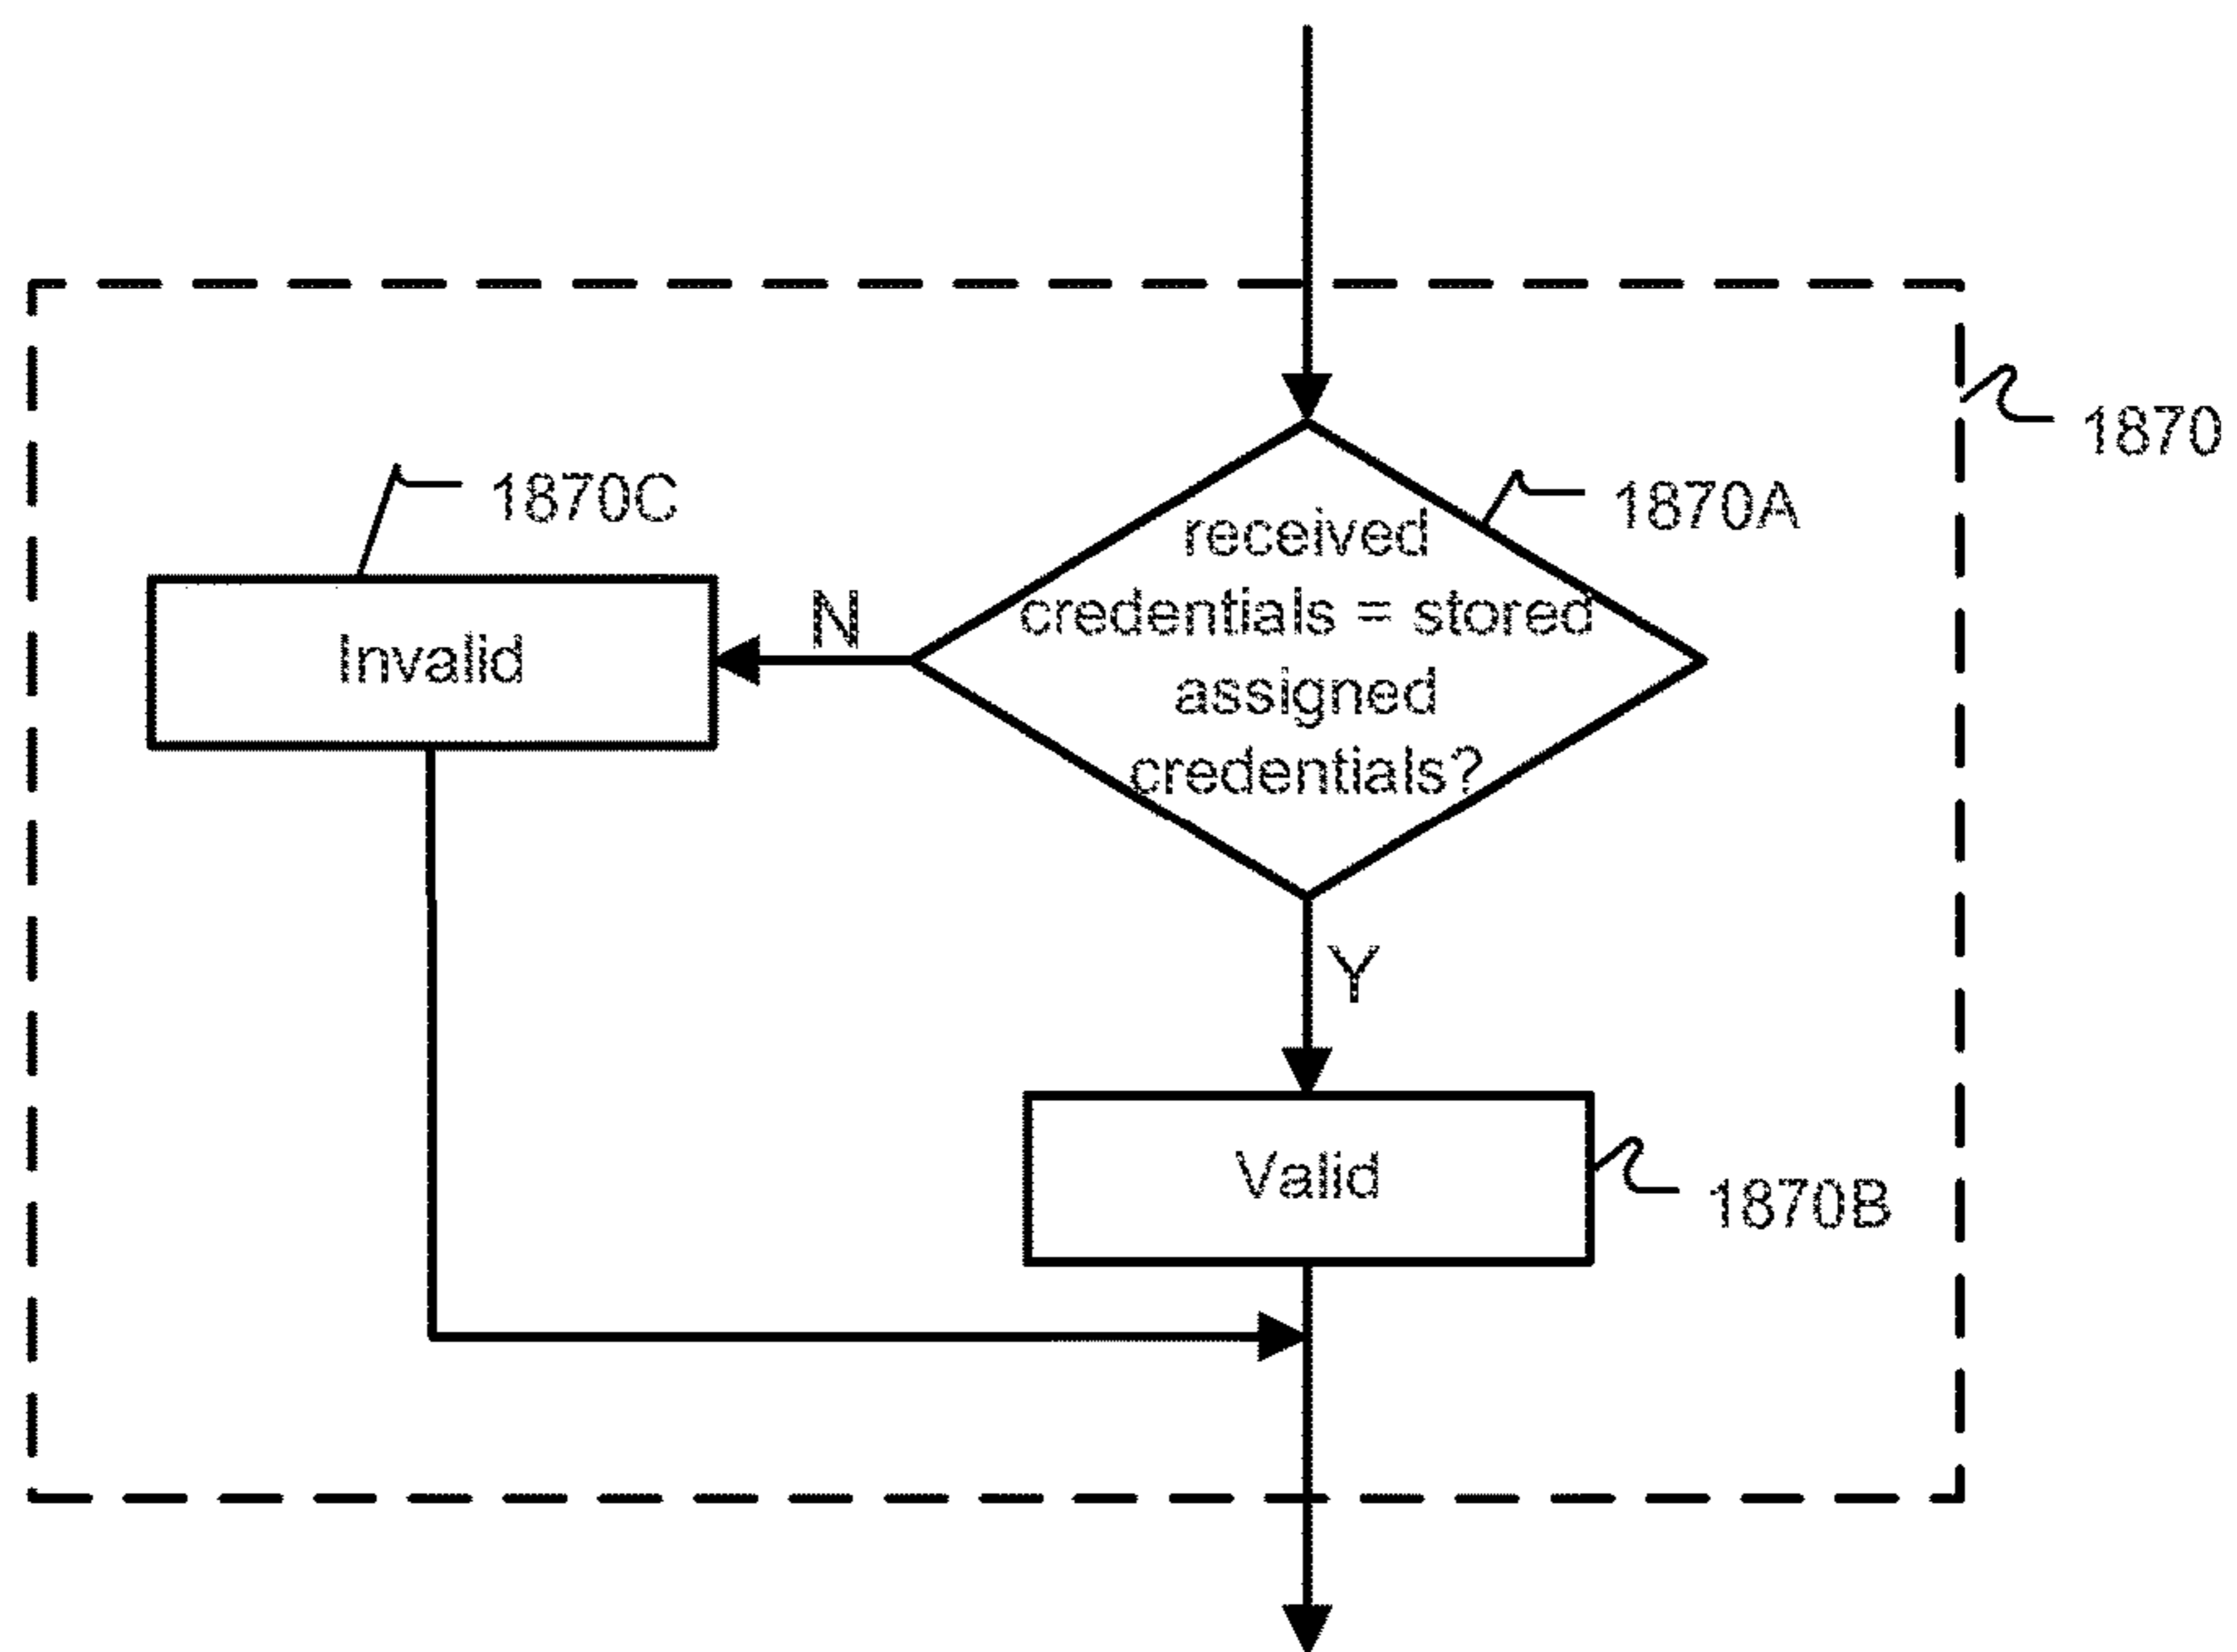 1870
1870C
1870A
received
credentials = stored
assigned
credentials?
N
Invalid
Y
Valid
1870B